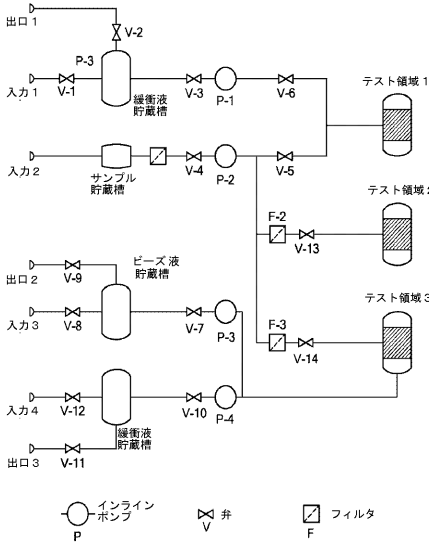 出口1
V-2
P-3
入力1
V-1
緩衝液
貯蔵槽
V-3
P-1
V-6
テスト領域1
入力2
サンプル
貯蔵槽
V-4
P-2
V-5
テスト領域2
F-2
V-13
出口2
V-9
ビーズ液
貯蔵槽
入力3
V-8
V-7
P-3
テスト領域3
F-3
V-14
入力4
V-12
V-10
P-4
緩衝液
貯蔵槽
出口3
V-11
インライン
ポンプ
P
弁
V
フィルタ
F